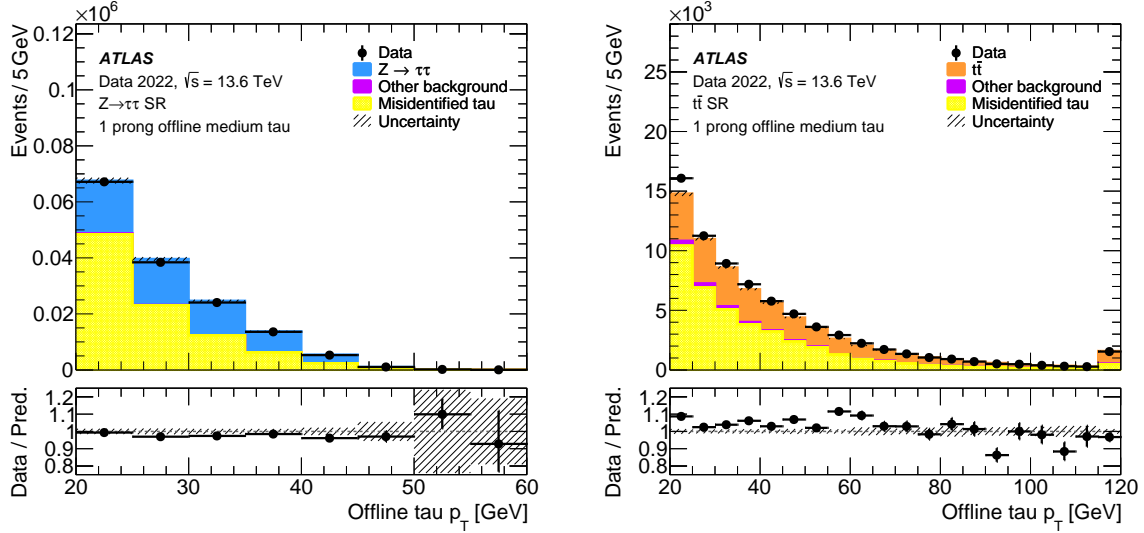 ×10⁶
0.12
0.1
0.08
0.06
0.04
0.02
0
Events / 5 GeV
ATLAS
Data 2022, √s = 13.6 TeV
Z→ττ SR
1 prong offline medium tau
Data
Z → ττ
Other background
Misidentified tau
Uncertainty
1.2
1.1
1.0
0.9
0.8
Data / Pred.
20 30 40 50 60
Offline tau p_T [GeV]
×10³
25
20
15
10
5
0
Events / 5 GeV
ATLAS
Data 2022, √s = 13.6 TeV
tt̄ SR
1 prong offline medium tau
Data
tt̄
Other background
Misidentified tau
Uncertainty
1.2
1.1
1.0
0.9
0.8
Data / Pred.
20 40 60 80 100 120
Offline tau p_T [GeV]